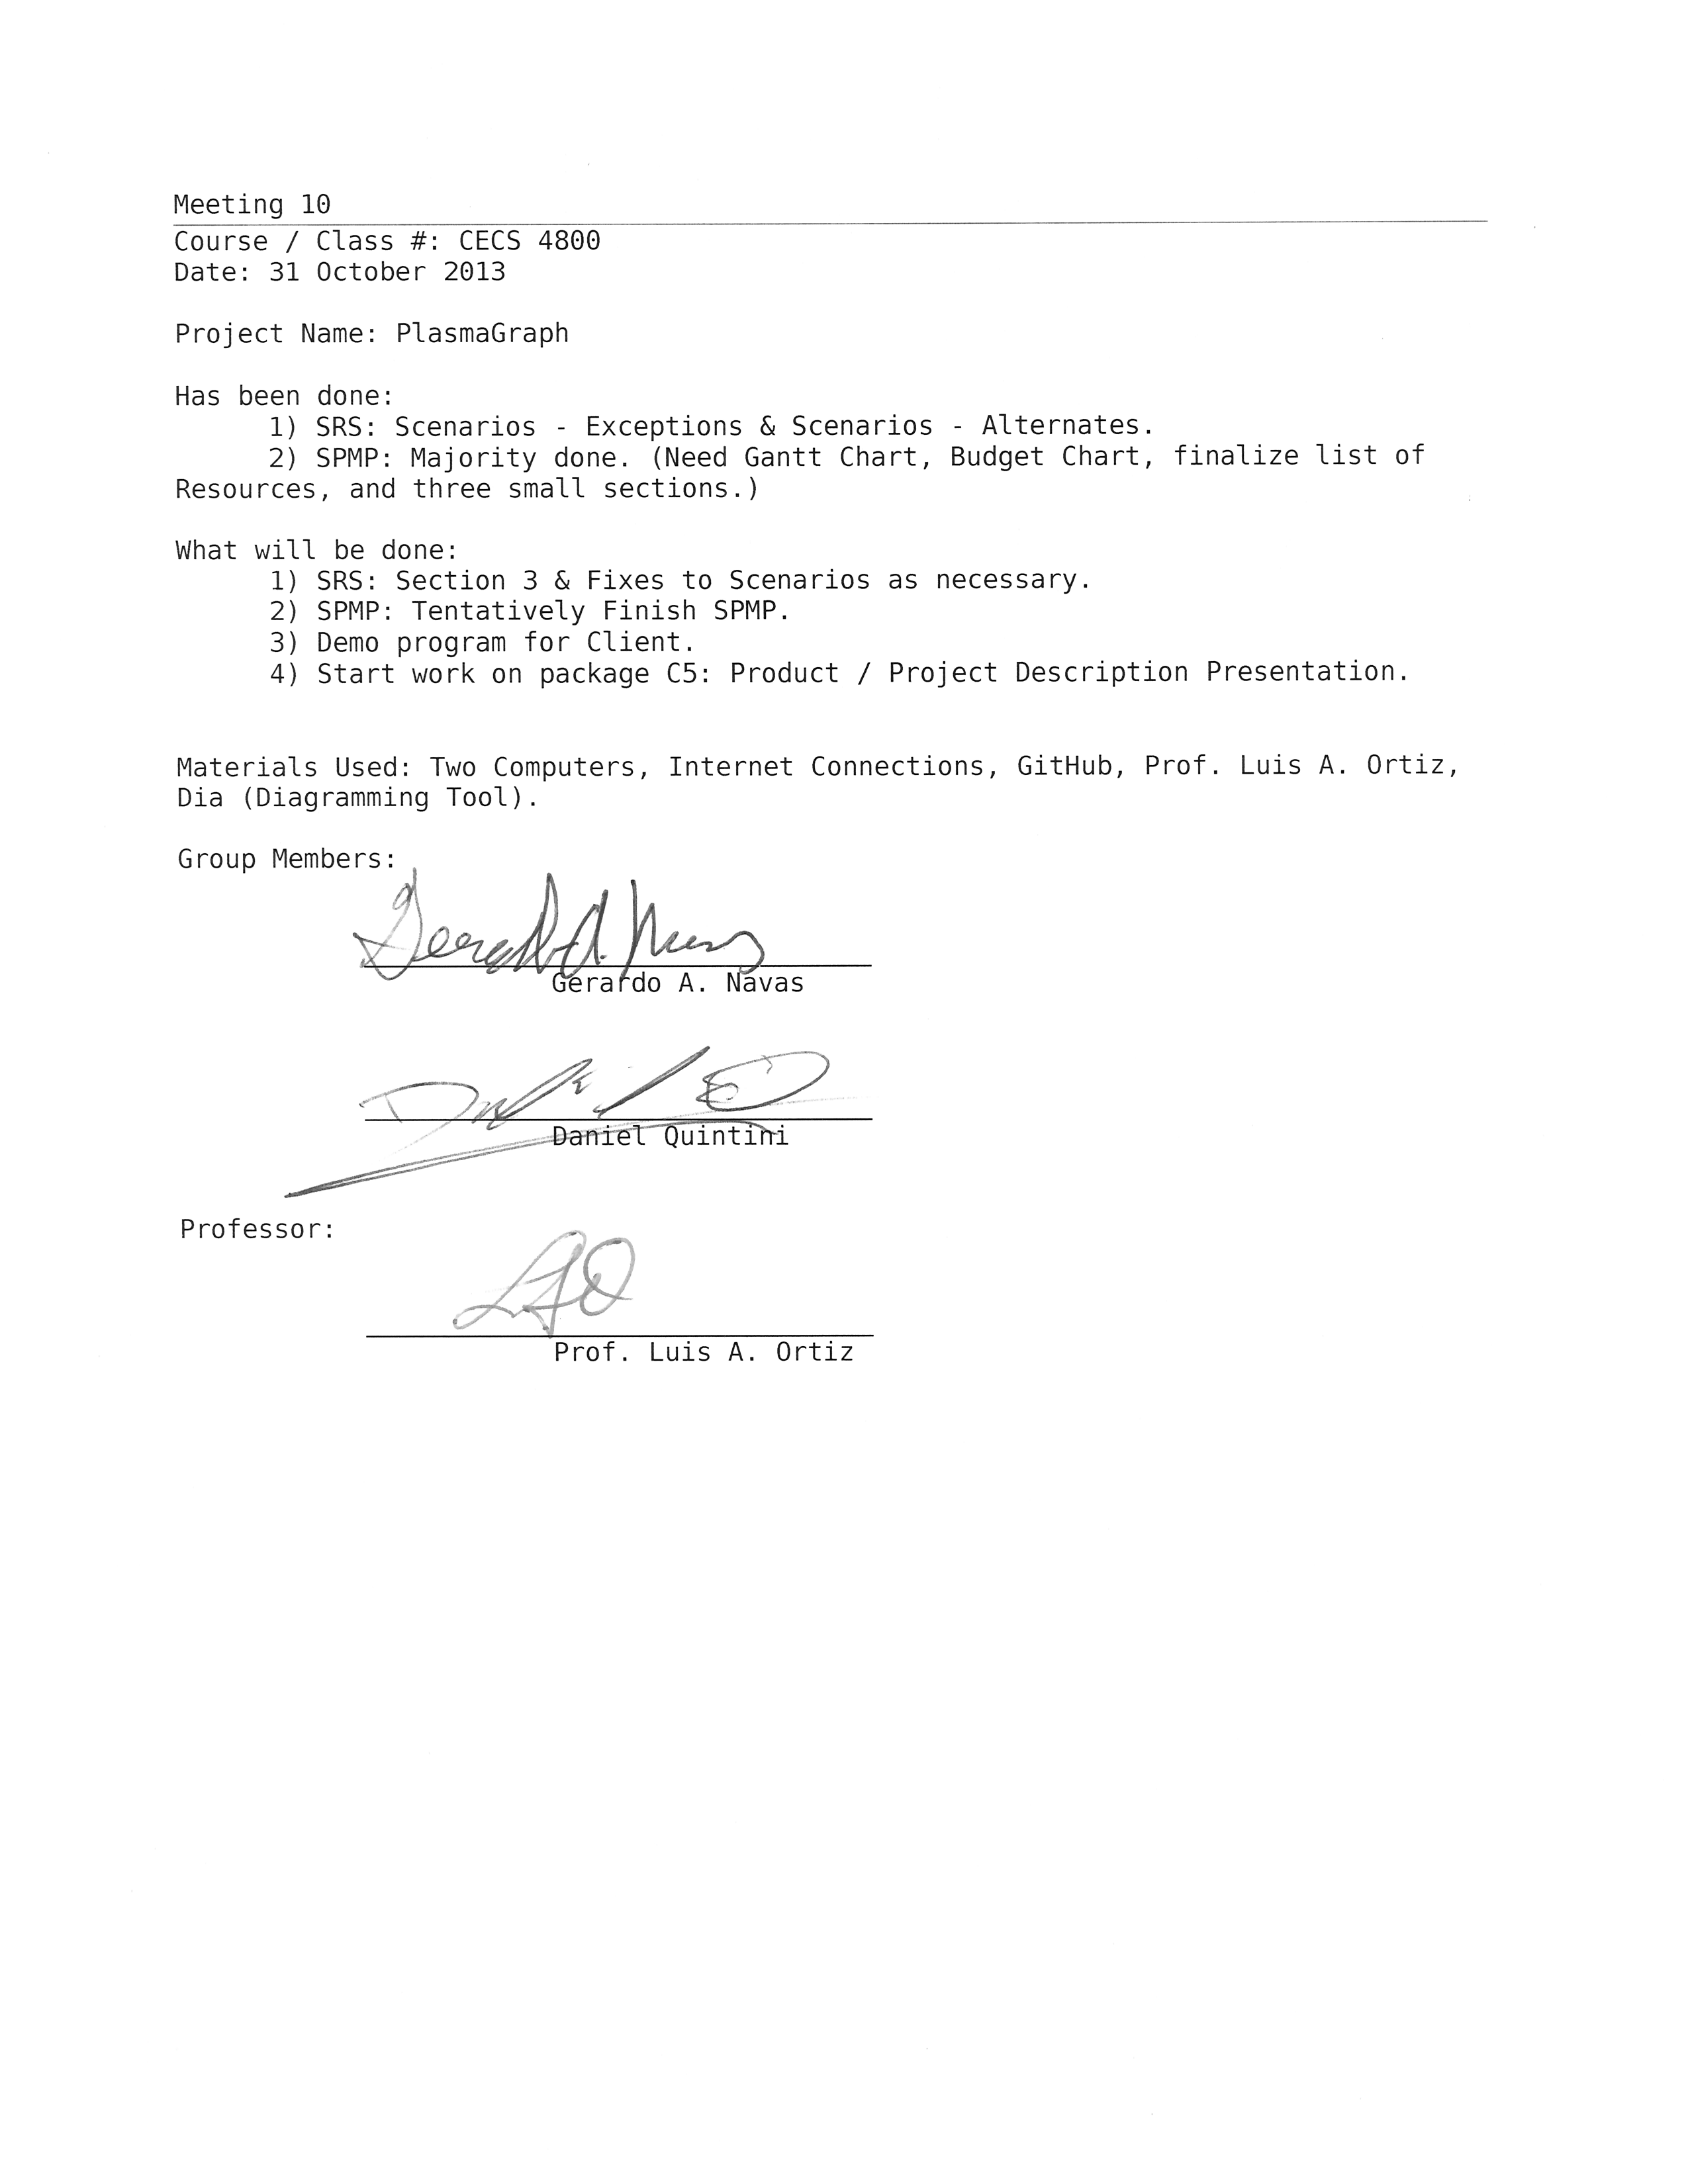 Meeting 10
Course / Class #: CECS 4800
Date: 31 October 2013
Project Name: PlasmaGraph
Has been done:
1) SRS: Scenarios - Exceptions & Scenarios - Alternates.
2) SPMP: Majority done. (Need Gantt Chart, Budget Chart, finalize list of
Resources, and three small sections.)
What will be done:
1) SRS: Section 3 & Fixes to Scenarios as necessary.
2) SPMP: Tentatively Finish SPMP.
3) Demo program for Client.
4) Start work on package C5: Product / Project Description Presentation.
Materials Used: Two Computers, Internet Connections, GitHub, Prof. Luis A. Ortiz,
Dia (Diagramming Tool).
Group Members:
Gerardo A. Navas
Daniel Quintini
Professor:
Prof. Luis A. Ortiz